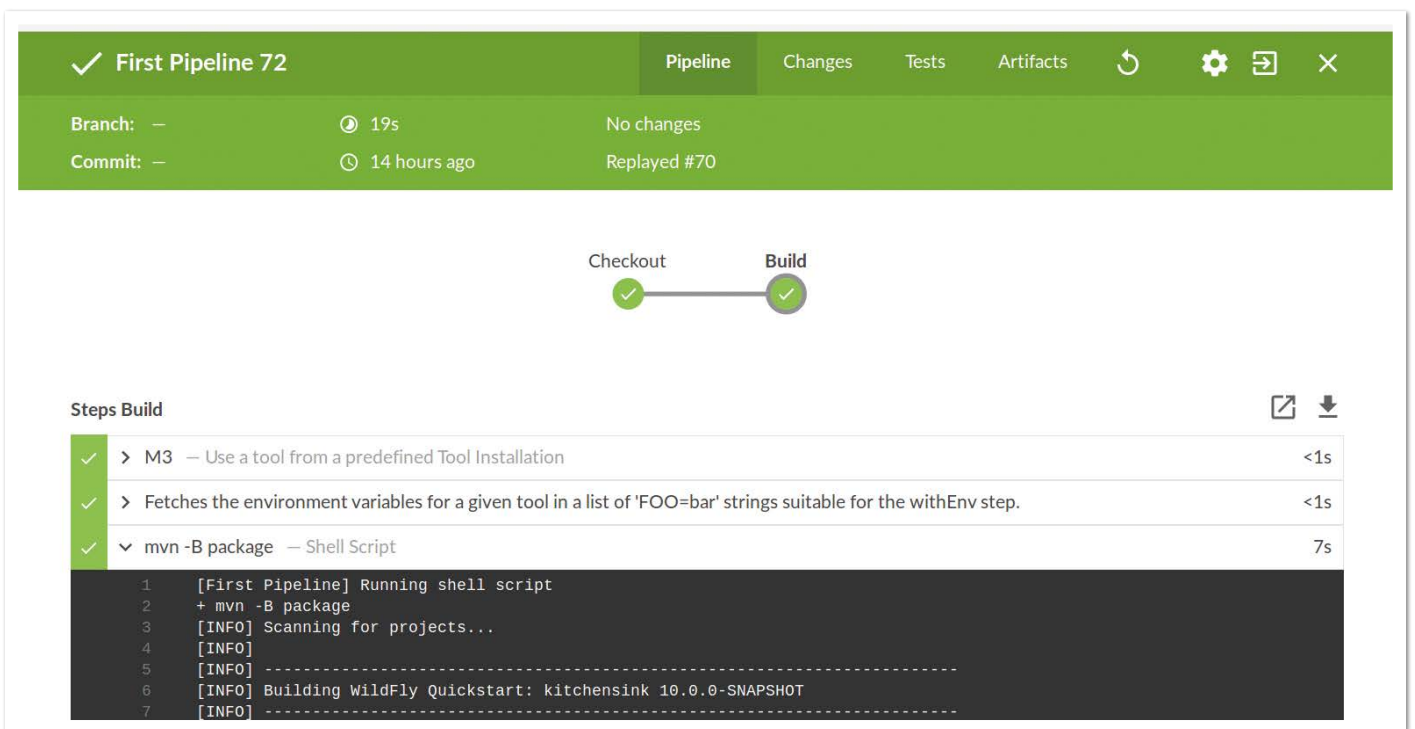 First Pipeline 72 Pipeline Changes Tests Artifacts
Branch: — 19s No changes
Commit: — 14 hours ago Replayed #70
Checkout Build
Steps Build
M3 — Use a tool from a predefined Tool Installation <1s
Fetches the environment variables for a given tool in a list of 'FOO=bar' strings suitable for the withEnv step. <1s
mvn -B package — Shell Script 7s
1 [First Pipeline] Running shell script
2 + mvn -B package
3 [INFO] Scanning for projects...
4 [INFO]
5 [INFO] ------------------------------------------------------------------------
6 [INFO] Building WildFly Quickstart: kitchensink 10.0.0-SNAPSHOT
7 [INFO] ------------------------------------------------------------------------